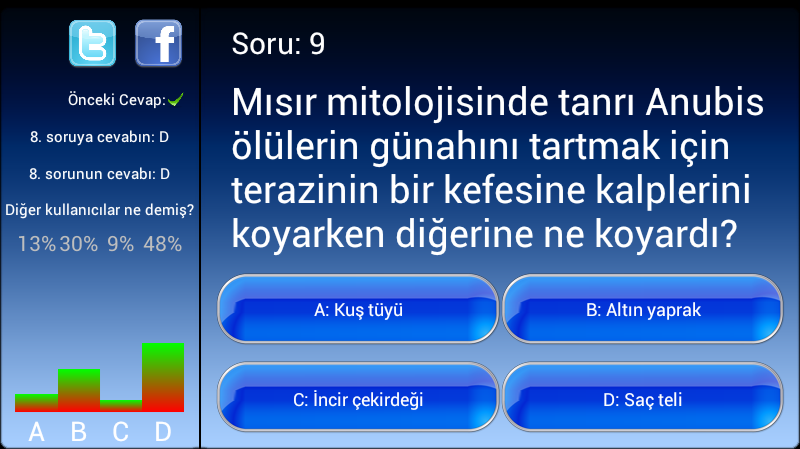 t f
Önceki Cevap:
8. soruya cevabın: D
8. sorunun cevabı: D
Diğer kullanıcılar ne demiş?
13% 30% 9% 48%
A B C D
Soru: 9
Mısır mitolojisinde tanrı Anubis
ölülerin günahını tartmak için
terazinin bir kefesine kalplerini
koyarken diğerine ne koyardı?
A: Kuş tüyü
B: Altın yaprak
C: İncir çekirdeği
D: Saç teli